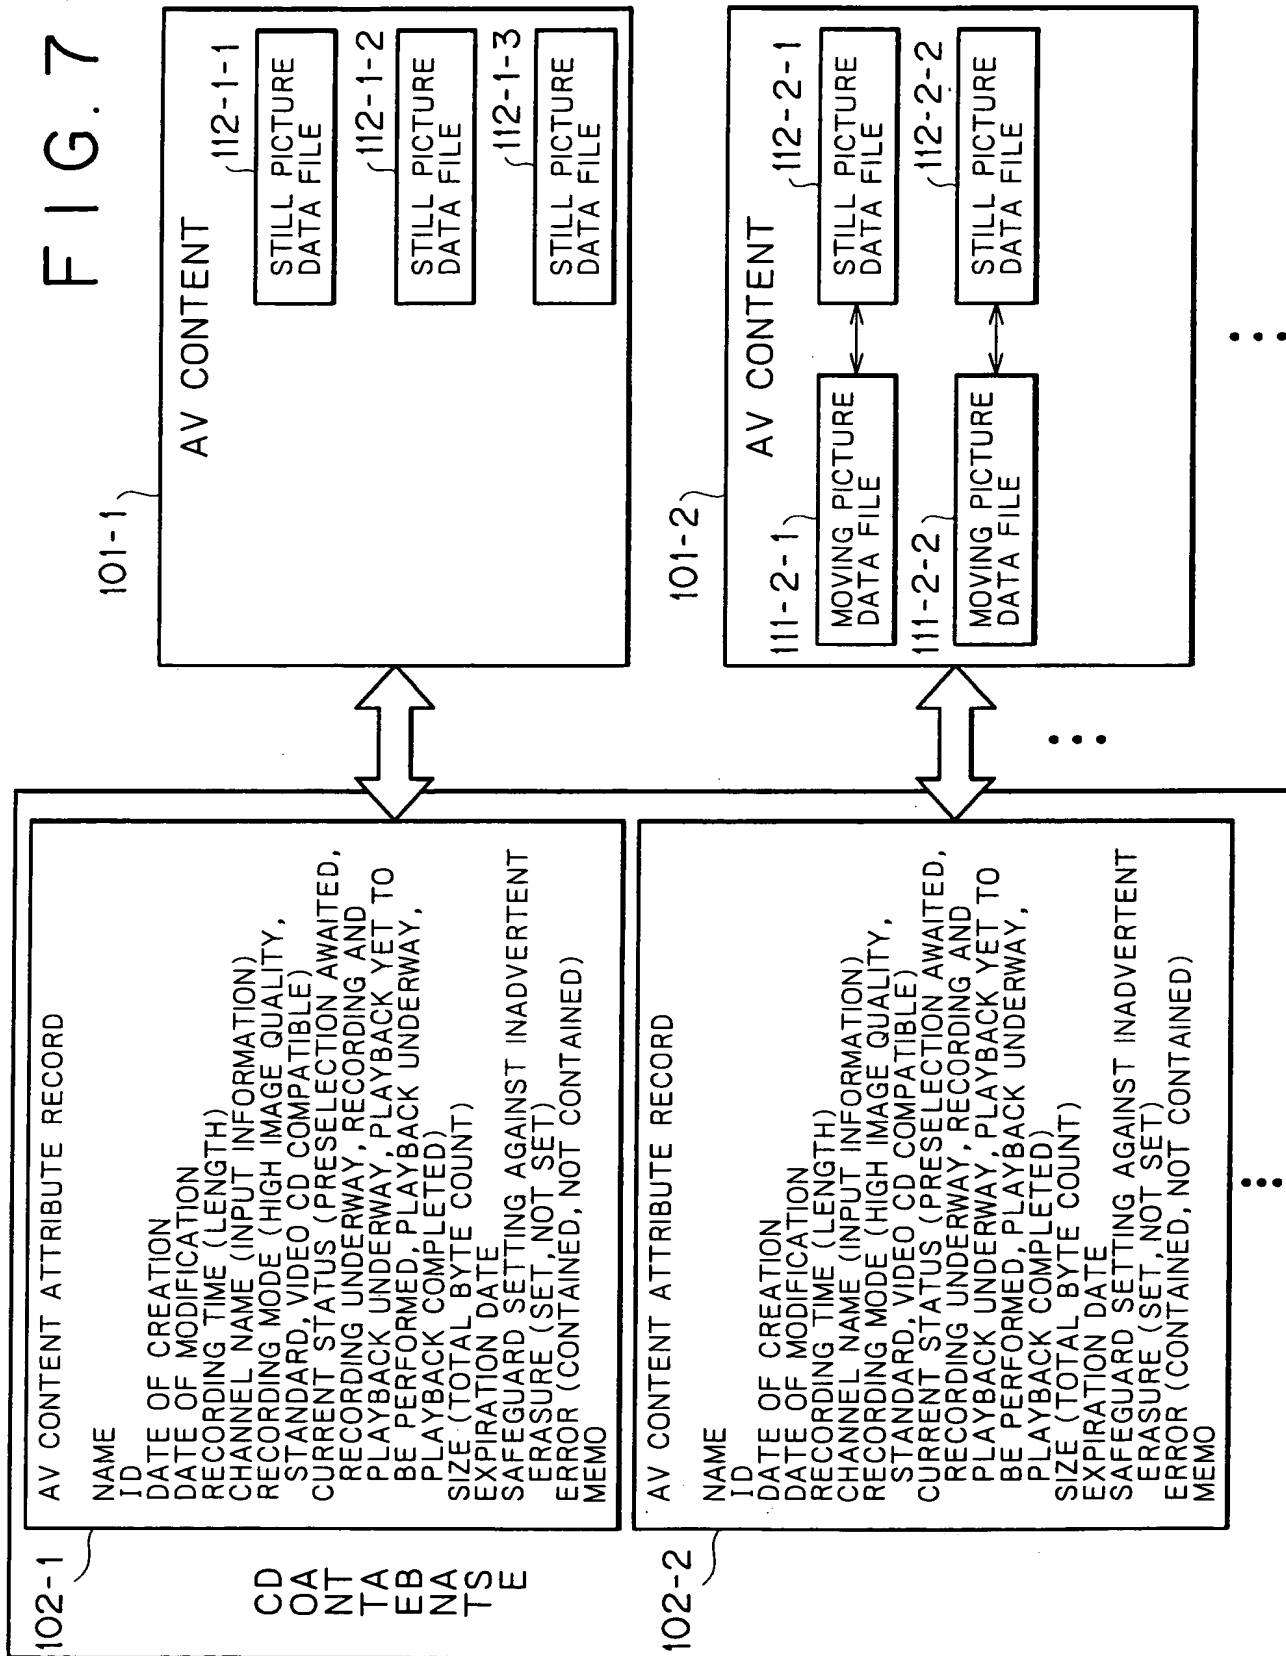 FIG. 7
CD
OA
NT
TA
EB
NA
TS
E
102-1
AV CONTENT ATTRIBUTE RECORD
NAME
ID
DATE OF CREATION
DATE OF MODIFICATION
RECORDING TIME (LENGTH)
CHANNEL NAME (INPUT INFORMATION)
RECORDING MODE (HIGH IMAGE QUALITY,
STANDARD, VIDEO CD COMPATIBLE)
CURRENT STATUS (PRESELECTION AWAITED,
RECORDING UNDERWAY, RECORDING AND
PLAYBACK UNDERWAY, PLAYBACK YET TO
BE PERFORMED, PLAYBACK UNDERWAY,
PLAYBACK COMPLETED)
SIZE (TOTAL BYTE COUNT)
EXPIRATION DATE
SAFEGUARD SETTING AGAINST INADVERTENT
ERASURE (SET, NOT SET)
ERROR (CONTAINED, NOT CONTAINED)
MEMO
101-1
AV CONTENT
112-1-1
STILL PICTURE
DATA FILE
112-1-2
STILL PICTURE
DATA FILE
112-1-3
STILL PICTURE
DATA FILE
102-2
AV CONTENT ATTRIBUTE RECORD
NAME
ID
DATE OF CREATION
DATE OF MODIFICATION
RECORDING TIME (LENGTH)
CHANNEL NAME (INPUT INFORMATION)
RECORDING MODE (HIGH IMAGE QUALITY,
STANDARD, VIDEO CD COMPATIBLE)
CURRENT STATUS (PRESELECTION AWAITED,
RECORDING UNDERWAY, RECORDING AND
PLAYBACK UNDERWAY, PLAYBACK YET TO
BE PERFORMED, PLAYBACK UNDERWAY,
PLAYBACK COMPLETED)
SIZE (TOTAL BYTE COUNT)
EXPIRATION DATE
SAFEGUARD SETTING AGAINST INADVERTENT
ERASURE (SET, NOT SET)
ERROR (CONTAINED, NOT CONTAINED)
MEMO
101-2
AV CONTENT
111-2-1
MOVING PICTURE
DATA FILE
112-2-1
STILL PICTURE
DATA FILE
111-2-2
MOVING PICTURE
DATA FILE
112-2-2
STILL PICTURE
DATA FILE